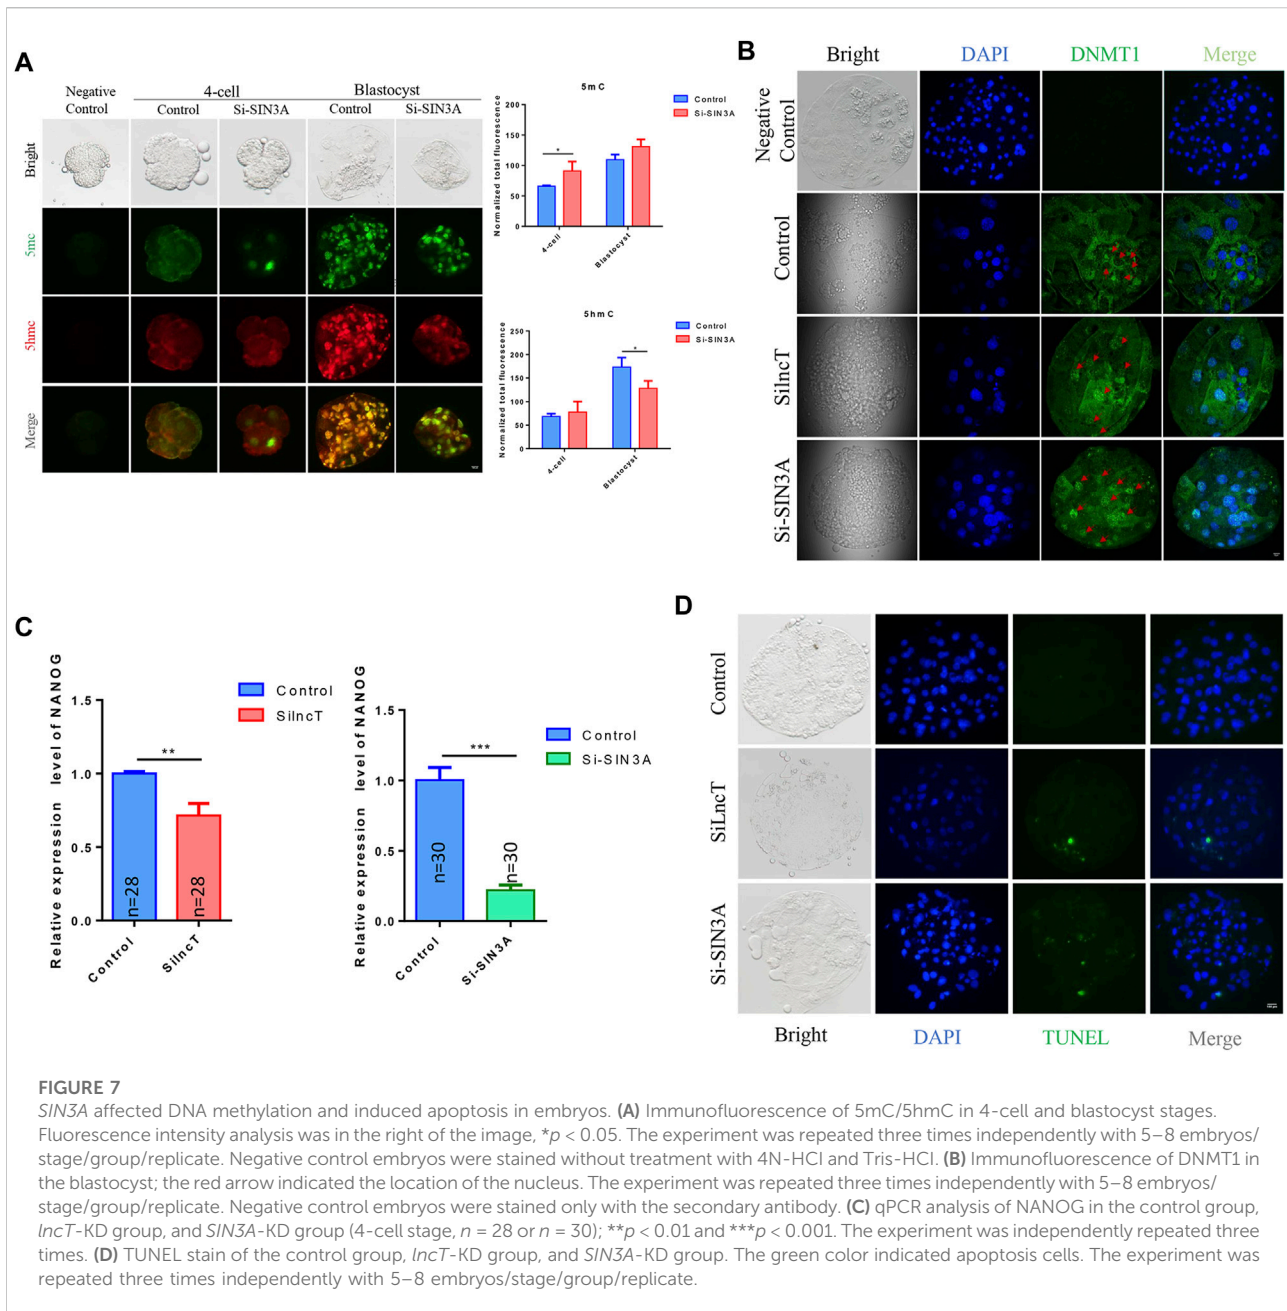 A
Negative
Control
4-cell
Blastocyst
Control
Si-SIN3A
Control
Si-SIN3A
Bright
5mc
5hmc
Merge
5mC
Normalized total fluorescence
200
150
100
50
0
*
4-cell
Blastocyst
Control
Si-SIN3A
5hmC
Normalized total fluorescence
250
200
150
100
50
0
*
4-cell
Blastocyst
Control
Si-SIN3A
B
Bright
DAPI
DNMT1
Merge
Negative
Control
Control
SilncT
Si-SIN3A
C
Relative expression level of NANOG
1.5
1.0
0.5
0.0
**
n=28
n=28
Control
SilncT
Control
SilncT
Relative expression level of NANOG
1.5
1.0
0.5
0.0
***
n=30
n=30
Control
Si-SIN3A
Control
Si-SIN3A
D
Control
SiLncT
Si-SIN3A
Bright
DAPI
TUNEL
Merge
FIGURE 7
SIN3A affected DNA methylation and induced apoptosis in embryos. (A) Immunofluorescence of 5mC/5hmC in 4-cell and blastocyst stages.
Fluorescence intensity analysis was in the right of the image, *p < 0.05. The experiment was repeated three times independently with 5–8 embryos/
stage/group/replicate. Negative control embryos were stained without treatment with 4N-HCl and Tris-HCl. (B) Immunofluorescence of DNMT1 in
the blastocyst; the red arrow indicated the location of the nucleus. The experiment was repeated three times independently with 5–8 embryos/
stage/group/replicate. Negative control embryos were stained only with the secondary antibody. (C) qPCR analysis of NANOG in the control group,
lncT-KD group, and SIN3A-KD group (4-cell stage, n = 28 or n = 30); **p < 0.01 and ***p < 0.001. The experiment was independently repeated three
times. (D) TUNEL stain of the control group, lncT-KD group, and SIN3A-KD group. The green color indicated apoptosis cells. The experiment was
repeated three times independently with 5–8 embryos/stage/group/replicate.